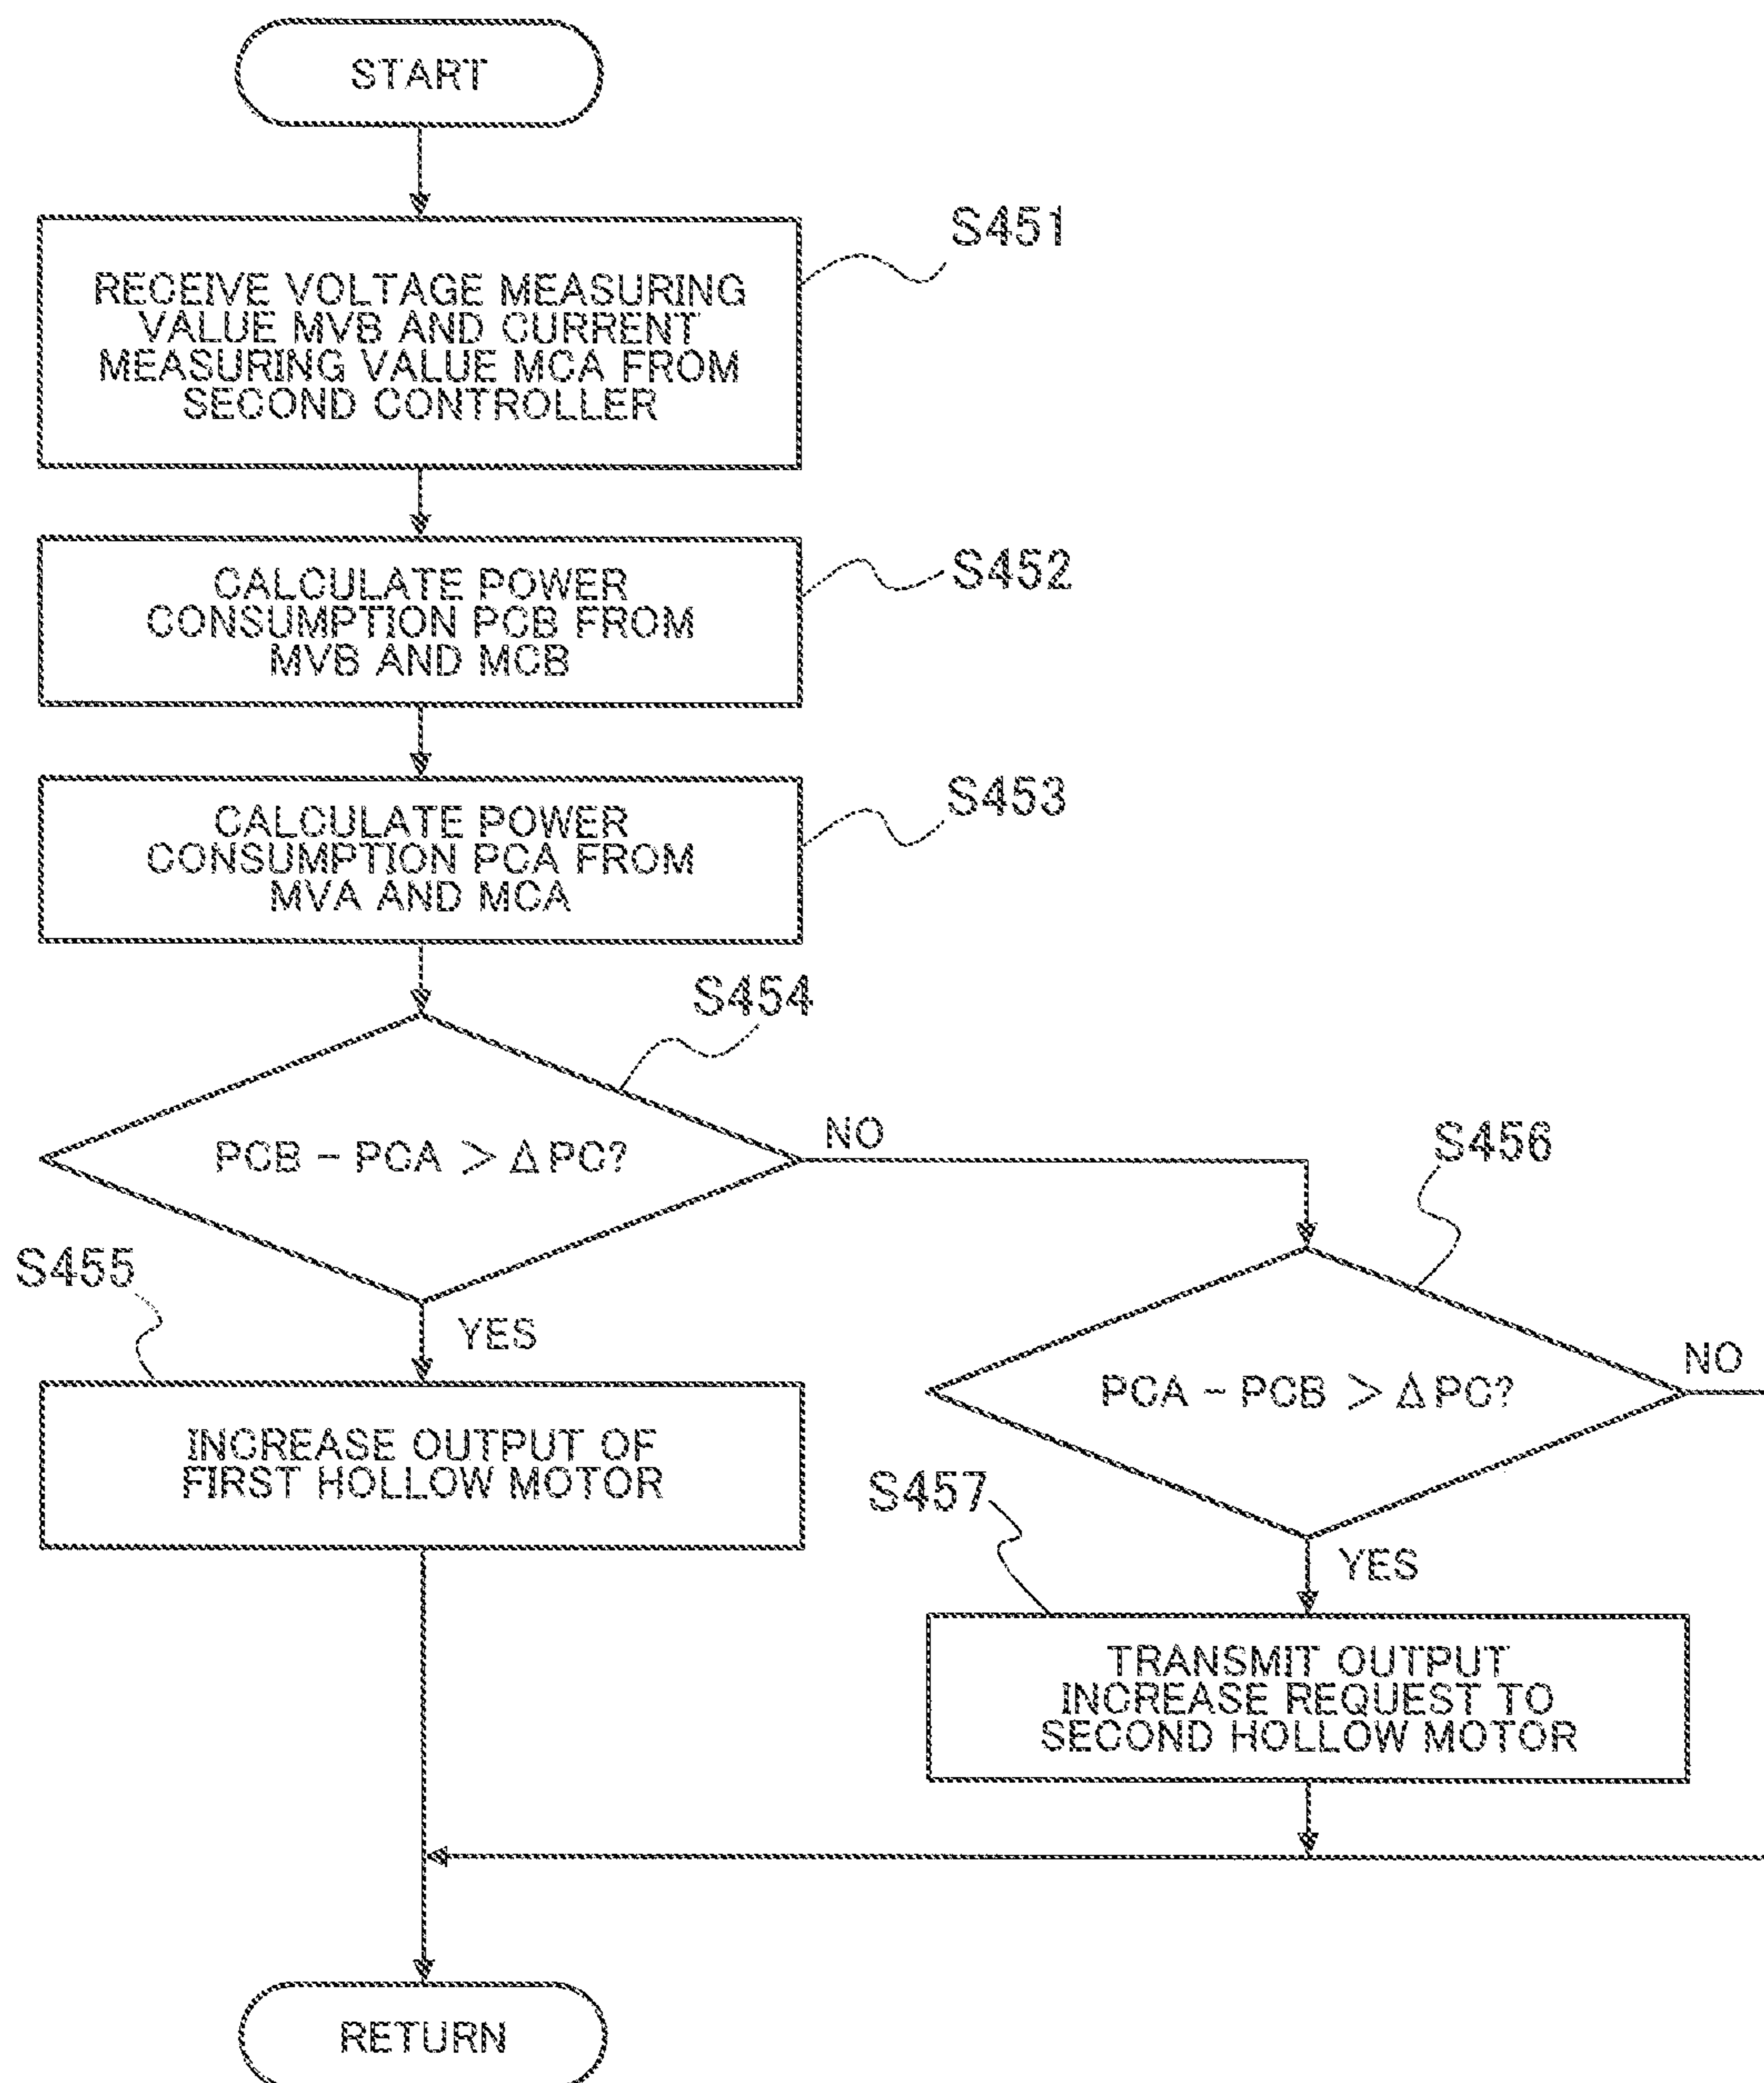 START
S451
RECEIVE VOLTAGE MEASURING
VALUE MVB AND CURRENT
MEASURING VALUE MCA FROM
SECOND CONTROLLER
S452
CALCULATE POWER
CONSUMPTION PCB FROM
MVB AND MCB
S453
CALCULATE POWER
CONSUMPTION PCA FROM
MVA AND MCA
S454
PCB - PCA > Δ PC?
NO
YES
S455
INCREASE OUTPUT OF
FIRST HOLLOW MOTOR
S456
PCA - PCB > Δ PC?
NO
YES
S457
TRANSMIT OUTPUT
INCREASE REQUEST TO
SECOND HOLLOW MOTOR
RETURN